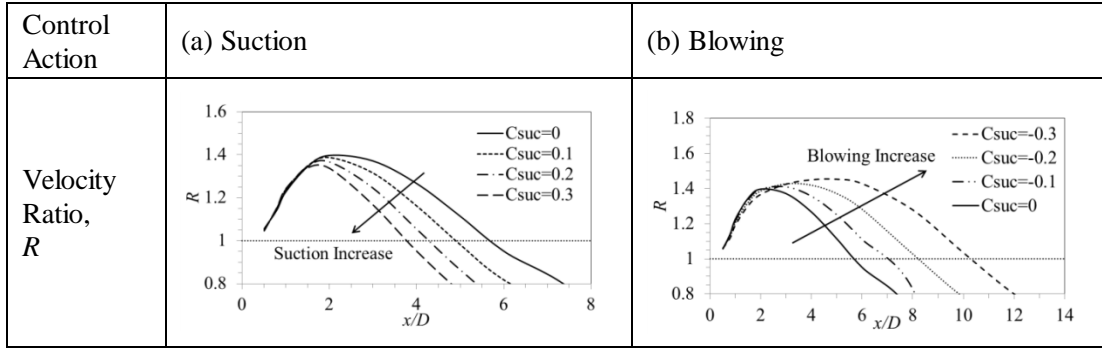 Control
Action
(a) Suction
(b) Blowing
Velocity
Ratio,
R
1.6
1.4
1.2
1
0.8
R
Csuc=0
Csuc=0.1
Csuc=0.2
Csuc=0.3
Suction Increase
0 2 4 6 8
x/D
1.8
1.6
1.4
1.2
1
0.8
R
Csuc=-0.3
Csuc=-0.2
Csuc=-0.1
Csuc=0
Blowing Increase
0 2 4 6 8 10 12 14
x/D